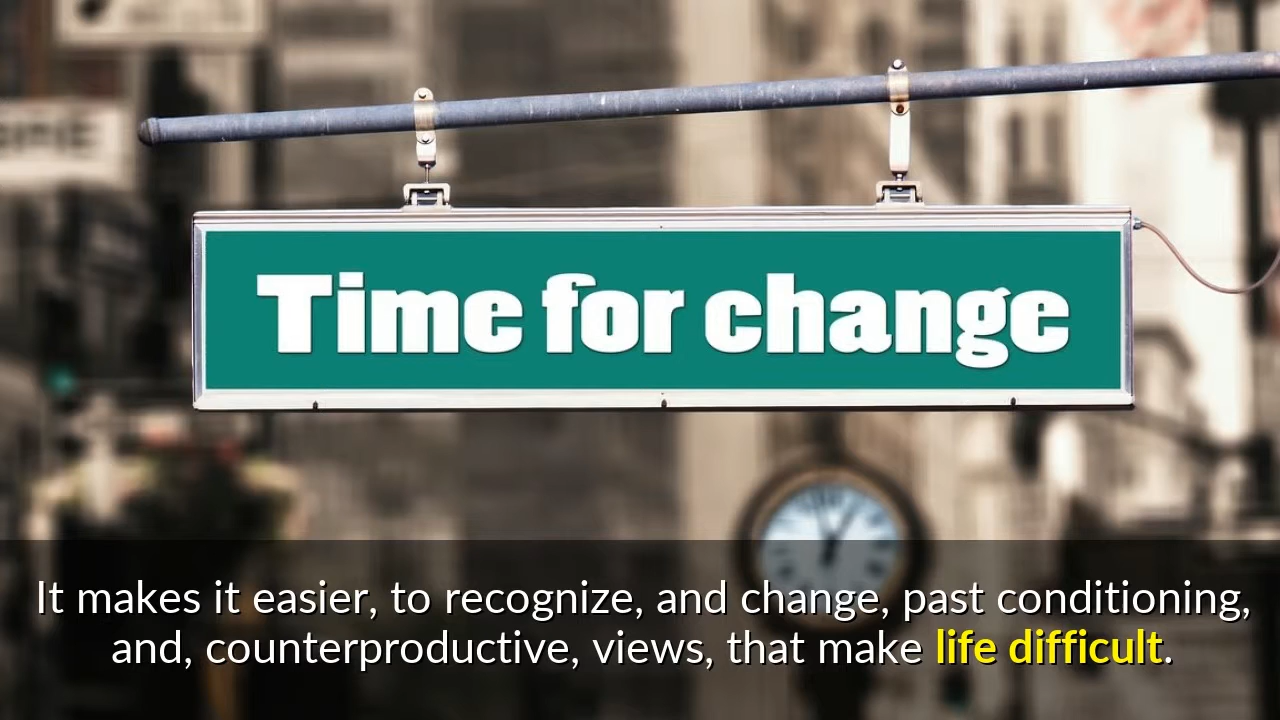 Time for change
It makes it easier, to recognize, and change, past conditioning,
and, counterproductive, views, that make life difficult.